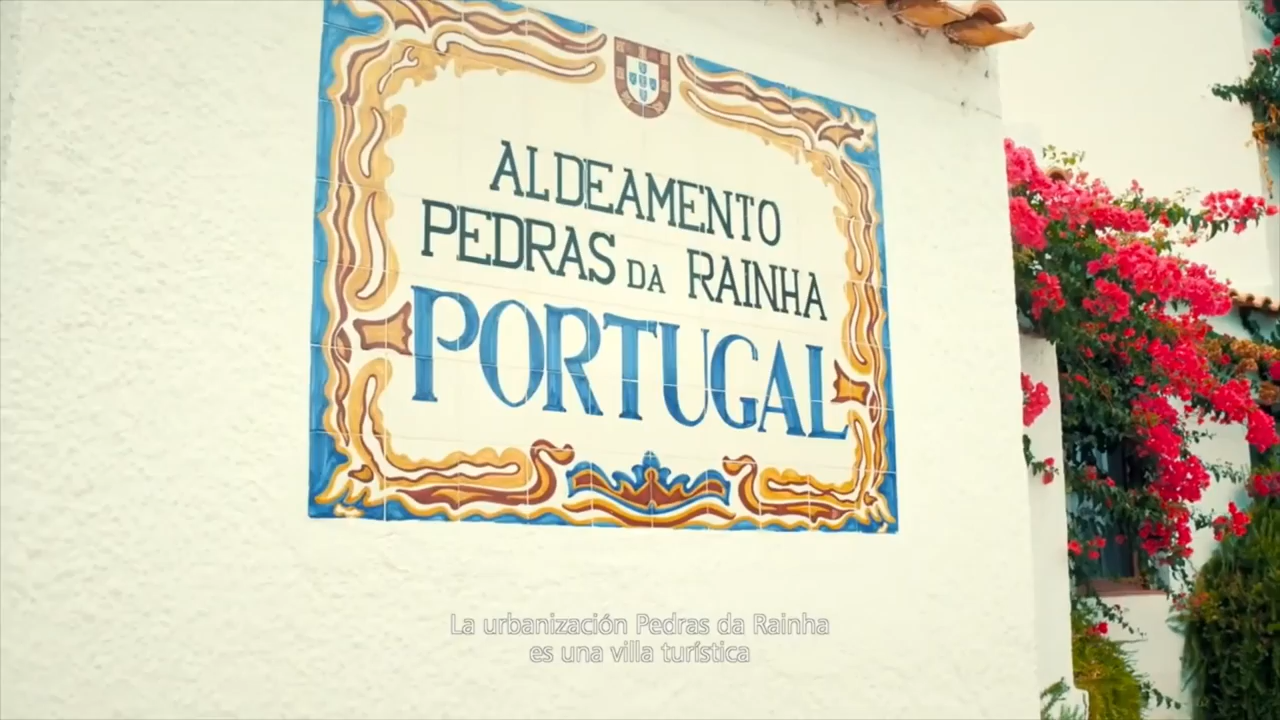 ALDEAMENTO
PEDRAS DA RAINHA
PORTUGAL
La urbanización Pedras da Rainha
es una villa turística